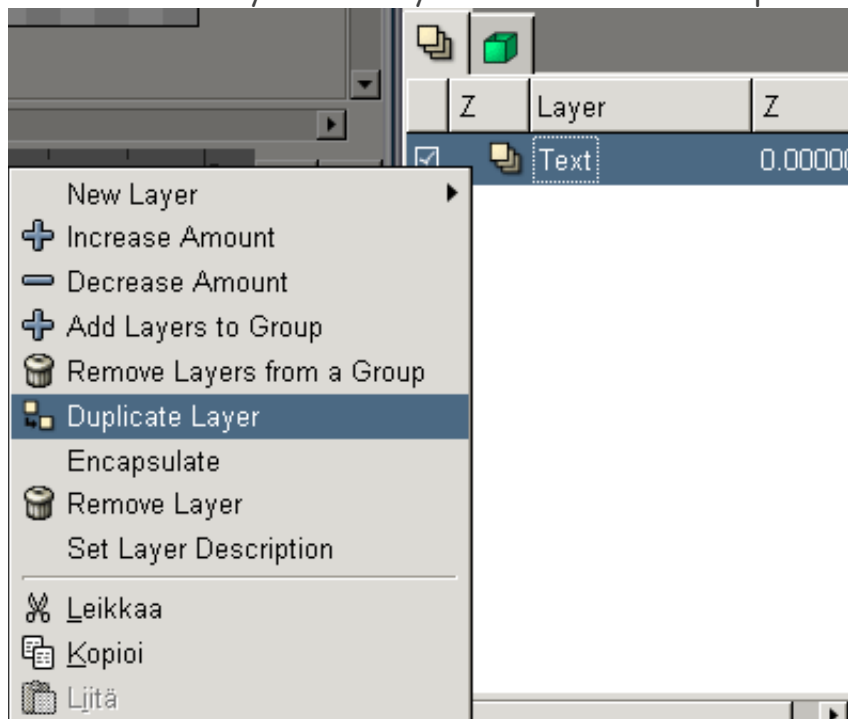 Z Layer Z
Text 0.0000
New Layer
Increase Amount
Decrease Amount
Add Layers to Group
Remove Layers from a Group
Duplicate Layer
Encapsulate
Remove Layer
Set Layer Description
Leikkaa
Kopioi
Liitä